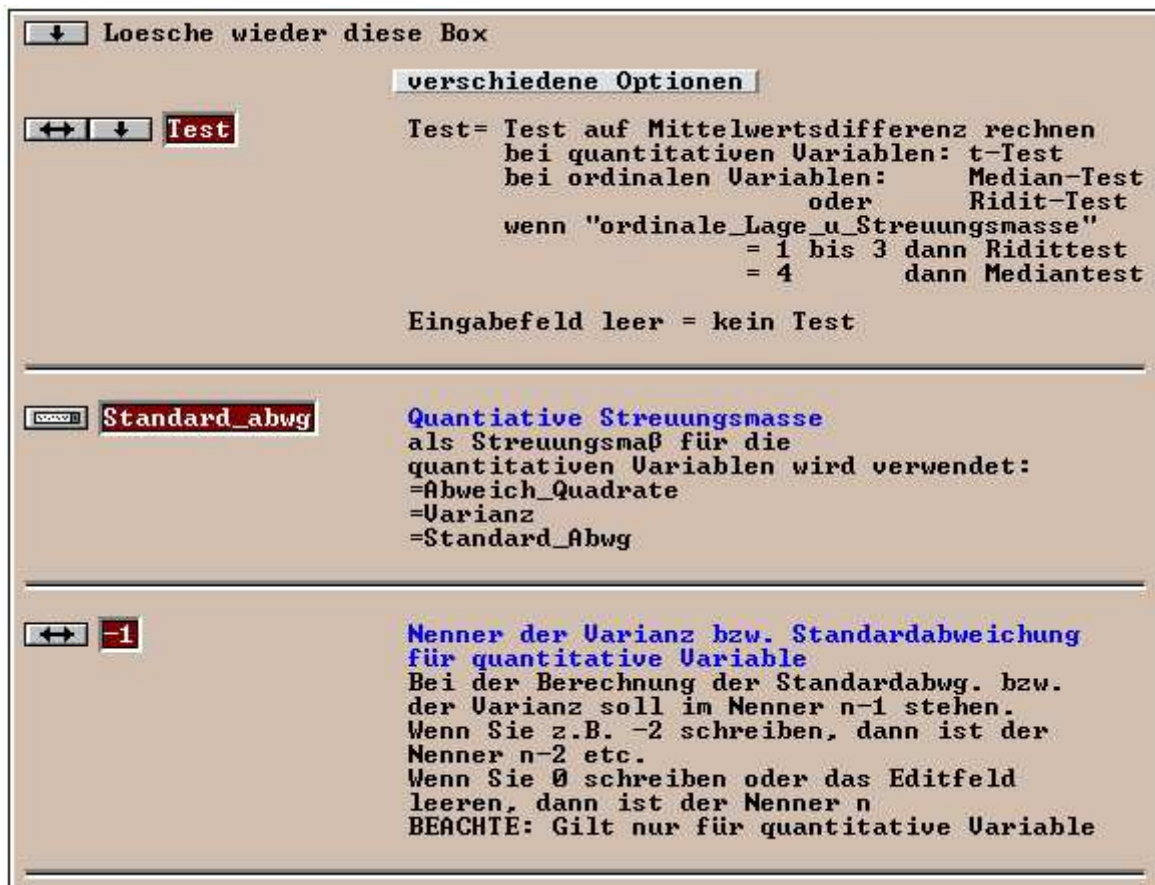 Loesche wieder diese Box
verschiedene Optionen
Test
Test= Test auf Mittelwertsdifferenz rechnen
bei quantitativen Variablen: t-Test
bei ordinalen Variablen: Median-Test
oder Ridit-Test
wenn "ordinale_Lage_u_Streuungsmasse"
= 1 bis 3 dann Ridittest
= 4 dann Mediantest
Eingabefeld leer = kein Test
Standard_abwg
Quantiative Streuungsmasse
als Streuungsmaß für die
quantitativen Variablen wird verwendet:
=Abweich_Quadrate
=Varianz
=Standard_Abwg
-1
Nenner der Varianz bzw. Standardabweichung
für quantitative Variable
Bei der Berechnung der Standardabwg. bzw.
der Varianz soll im Nenner n-1 stehen.
Wenn Sie z.B. -2 schreiben, dann ist der
Nenner n-2 etc.
Wenn Sie 0 schreiben oder das Editfeld
leeren, dann ist der Nenner n
BEACHTE: Gilt nur für quantitative Variable